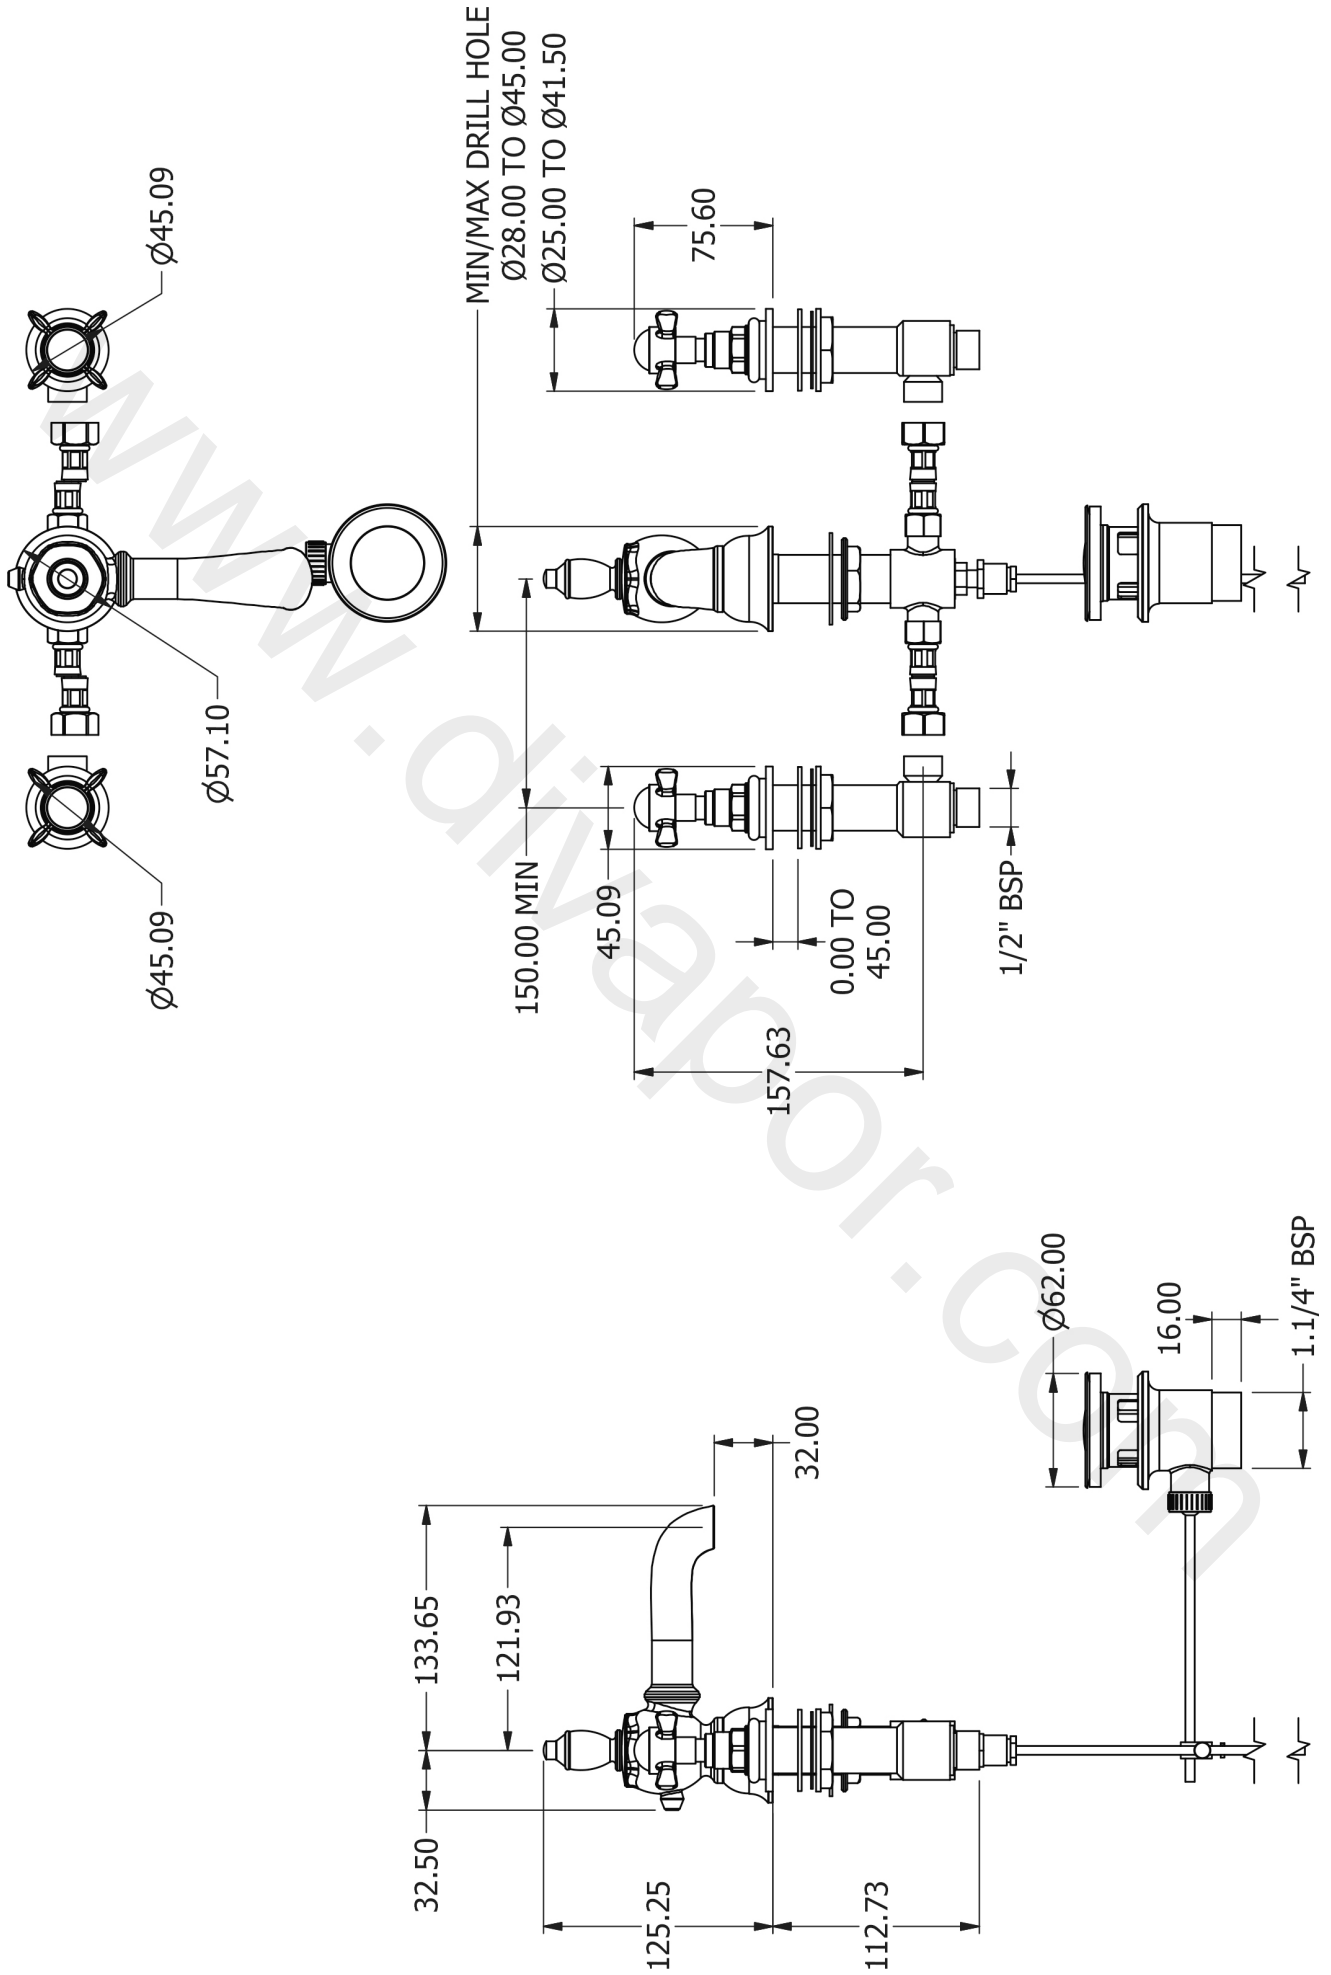 Ø45.09
Ø57.10
Ø45.09
MIN/MAX DRILL HOLE
Ø28.00 TO Ø45.00
Ø25.00 TO Ø41.50
75.60
150.00 MIN
45.09
0.00 TO
45.00
1/2" BSP
157.63
133.65
121.93
32.00
32.50
125.25
112.73
Ø62.00
16.00
1.1/4" BSP
www.divapor.com